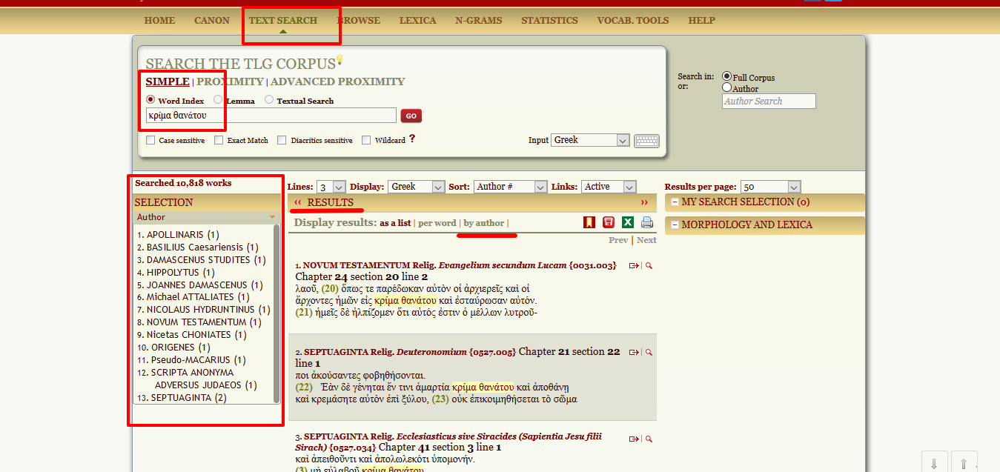 HOME CANON TEXT SEARCH BROWSE LEXICA N-GRAMS STATISTICS VOCAB. TOOLS HELP
SEARCH THE TLG CORPUS
SIMPLE | PROXIMITY | ADVANCED PROXIMITY
Word Index Lemma Textual Search
κρίμα θανάτου GO
Case sensitive Exact Match Diacritics sensitive Wildcard ? Input Greek
Search in: Full Corpus
or: Author
Author Search
Searched 10,818 works
SELECTION
Author
1. APOLLINARIS (1)
2. BASILIUS Caesariensis (1)
3. DAMASCENUS STUDITES (1)
4. HIPPOLYTUS (1)
5. JOANNES DAMASCENUS (1)
6. Michael ATTALIATES (1)
7. NICOLAUS HYDRUNTINUS (1)
8. NOVUM TESTAMENTUM (1)
9. Nicetas CHONIATES (1)
10. ORIGENES (1)
11. Pseudo-MACARIUS (1)
12. SCRIPTA ANONYMA
ADVERSUS JUDAEOS (1)
13. SEPTUAGINTA (2)
Lines: 3 Display: Greek Sort: Author # Links: Active
‹‹ RESULTS ››
Display results: as a list | per word | by author |
Prev | Next
1. NOVUM TESTAMENTUM Relig. Evangelium secundum Lucam {0031.003}
Chapter 24 section 20 line 2
λαοῦ, (20) ὅπως τε παρέδωκαν αὐτὸν οἱ ἀρχιερεῖς καὶ οἱ
ἄρχοντες ἡμῶν εἰς κρίμα θανάτου καὶ ἐσταύρωσαν αὐτόν.
(21) ἡμεῖς δὲ ἠλπίζομεν ὅτι αὐτός ἐστιν ὁ μέλλων λυτροῦ-
2. SEPTUAGINTA Relig. Deuteronomium {0527.005} Chapter 21 section 22
line 1
ποι ἀκούσαντες φοβηθήσονται.
(22) Ἐὰν δὲ γένηται ἔν τινι ἁμαρτία κρίμα θανάτου καὶ ἀποθάνῃ
καὶ κρεμάσητε αὐτὸν ἐπὶ ξύλου, (23) οὐκ ἐπικοιμηθήσεται τὸ σῶμα
3. SEPTUAGINTA Relig. Ecclesiasticus sive Siracides (Sapientia Jesu filii
Sirach) {0527.034} Chapter 41 section 3 line 1
καὶ ἀπειθοῦντι καὶ ἀπολωλεκότι ὑπομονήν.
(3) μὴ εὐλαβοῦ κρίμα θανάτου
Results per page: 50
MY SEARCH SELECTION (0)
MORPHOLOGY AND LEXICA